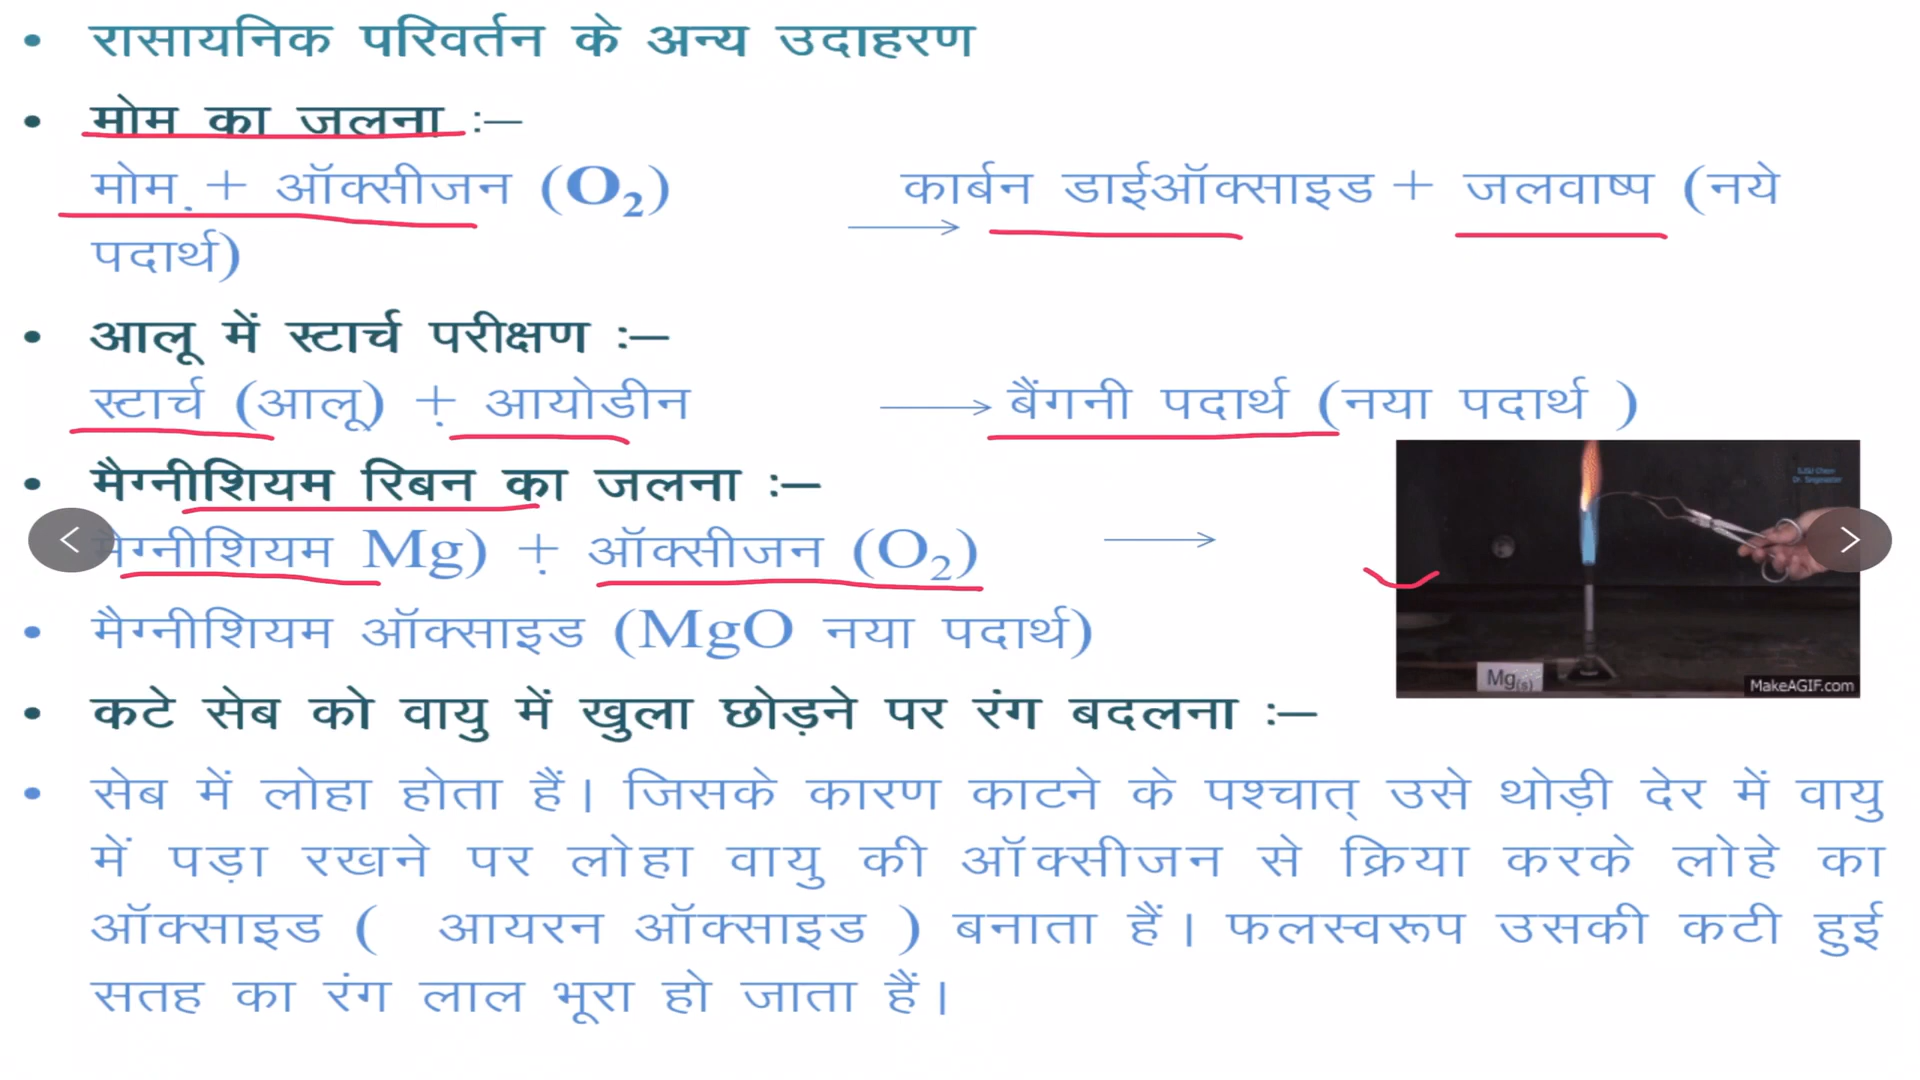 • रासायनिक परिवर्तन के अन्य उदाहरण
• मोम का जलना :–
मोम + ऑक्सीजन (O₂) → कार्बन डाईऑक्साइड + जलवाष्प (नये
पदार्थ)
• आलू में स्टार्च परीक्षण :–
स्टार्च (आलू) + आयोडीन → बैंगनी पदार्थ (नया पदार्थ )
• मैग्नीशियम रिबन का जलना :–
मैग्नीशियम Mg) + ऑक्सीजन (O₂) →
• मैग्नीशियम ऑक्साइड (MgO नया पदार्थ)
Mg(s)
MakeAGIF.com
• कटे सेब को वायु में खुला छोड़ने पर रंग बदलना :–
• सेब में लोहा होता हैं। जिसके कारण काटने के पश्चात् उसे थोड़ी देर में वायु
में पड़ा रखने पर लोहा वायु की ऑक्सीजन से क्रिया करके लोहे का
ऑक्साइड ( आयरन ऑक्साइड ) बनाता हैं। फलस्वरूप उसकी कटी हुई
सतह का रंग लाल भूरा हो जाता हैं।